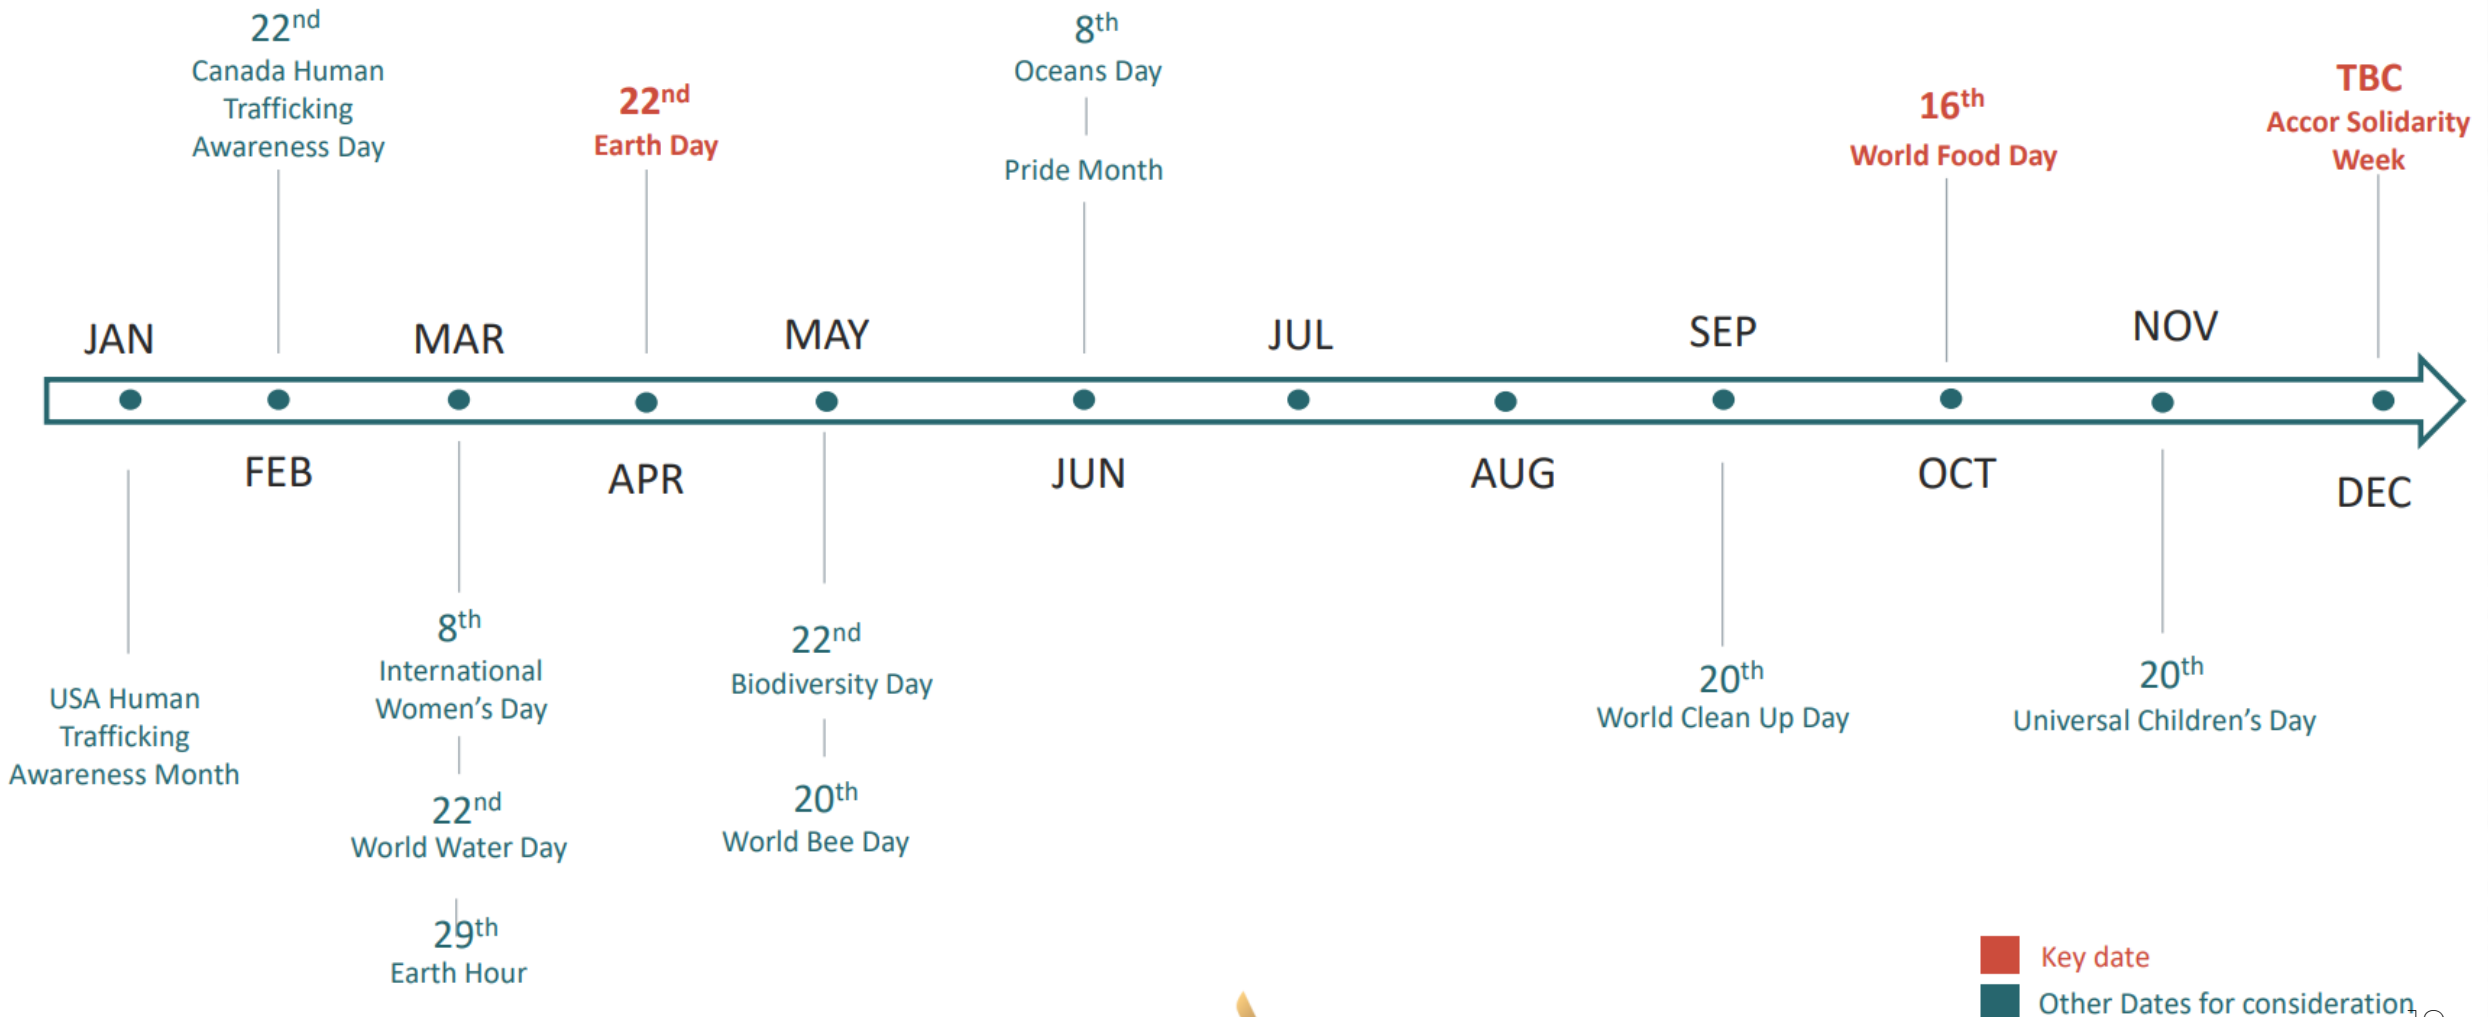 22nd
Canada Human
Trafficking
Awareness Day
22nd
Earth Day
8th
Oceans Day
Pride Month
16th
World Food Day
TBC
Accor Solidarity
Week
JAN
MAR
MAY
JUL
SEP
NOV
FEB
APR
JUN
AUG
OCT
DEC
USA Human
Trafficking
Awareness Month
8th
International
Women's Day
22nd
World Water Day
29th
Earth Hour
22nd
Biodiversity Day
20th
World Bee Day
20th
World Clean Up Day
20th
Universal Children's Day
Key date
Other Dates for consideration